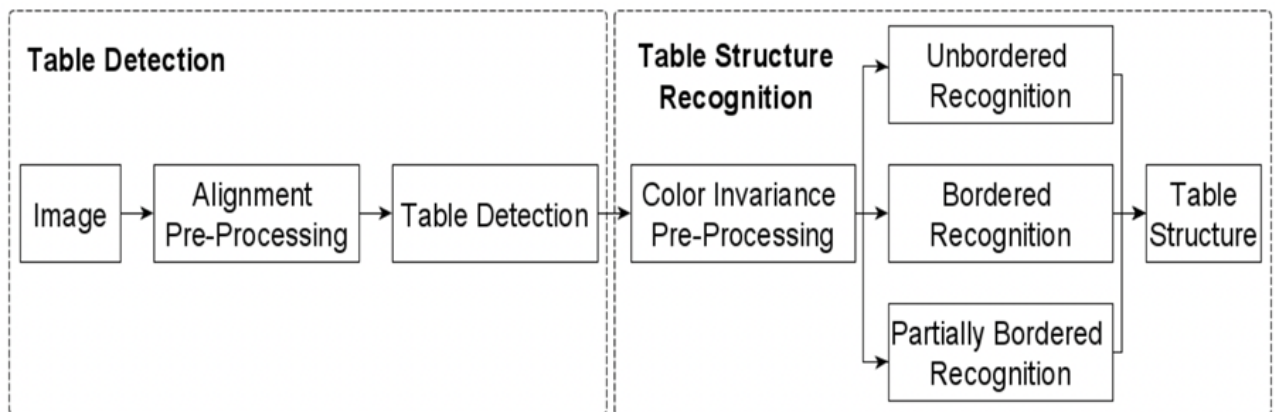 Table Detection
Image
Alignment
Pre-Processing
Table Detection
Table Structure
Recognition
Color Invariance
Pre-Processing
Unbordered
Recognition
Bordered
Recognition
Partially Bordered
Recognition
Table
Structure